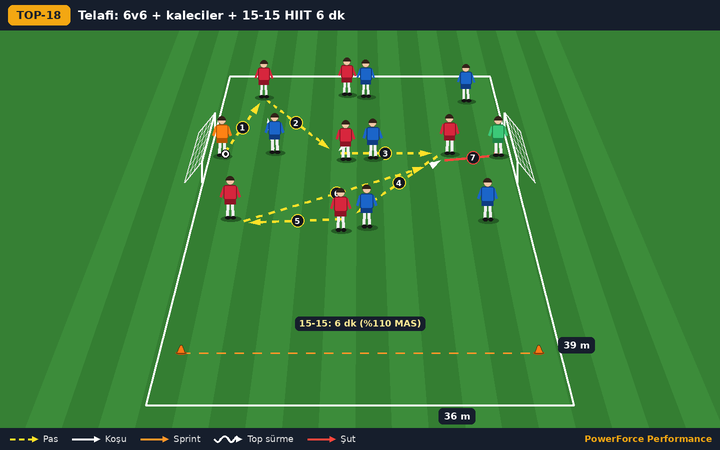 TOP-18 Telafi: 6v6 + kaleciler + 15-15 HIIT 6 dk
1
2
3
7
4
6
5
15-15: 6 dk (%110 MAS)
39 m
36 m
Pas Koşu Sprint Top sürme Şut PowerForce Performance